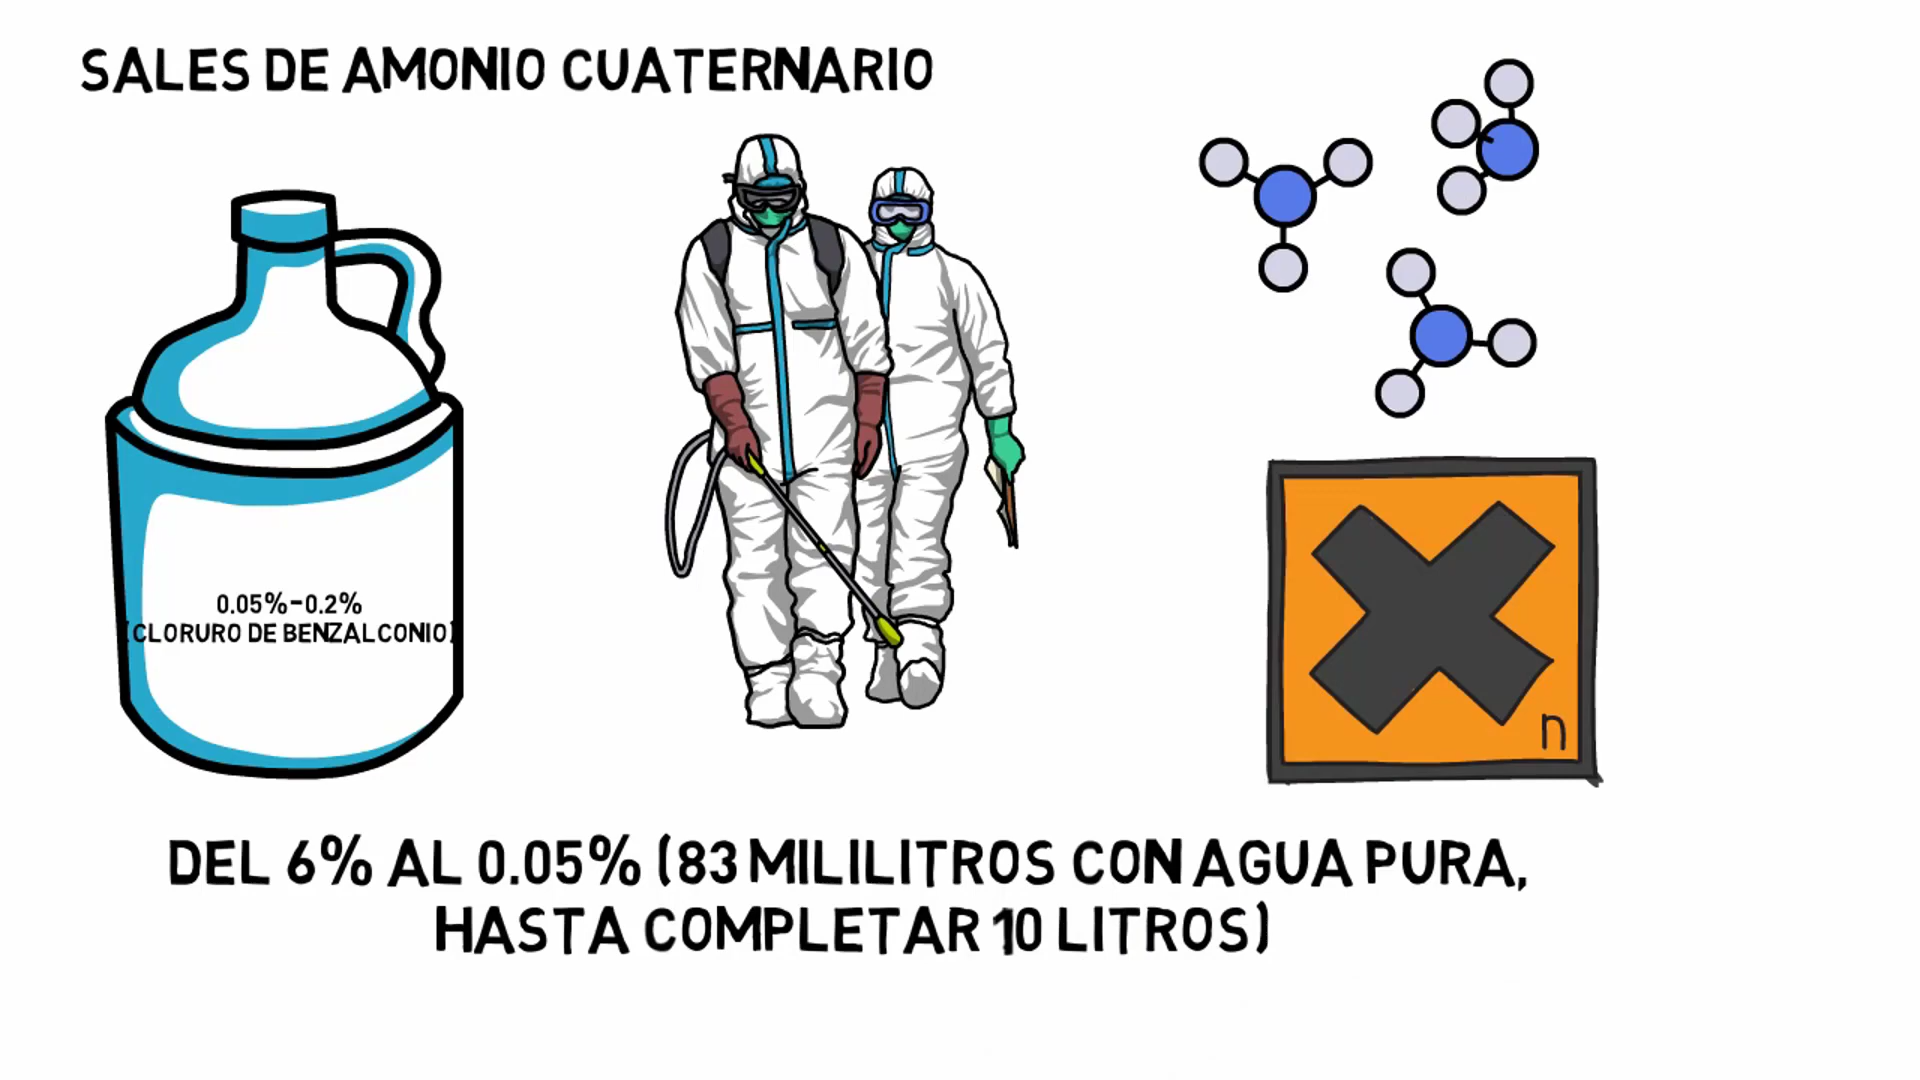 SALES DE AMONIO CUATERNARIO
0.05%-0.2%
(CLORURO DE BENZALCONIO)
n
DEL 6% AL 0.05% (83 MILILITROS CON AGUA PURA,
HASTA COMPLETAR 10 LITROS)